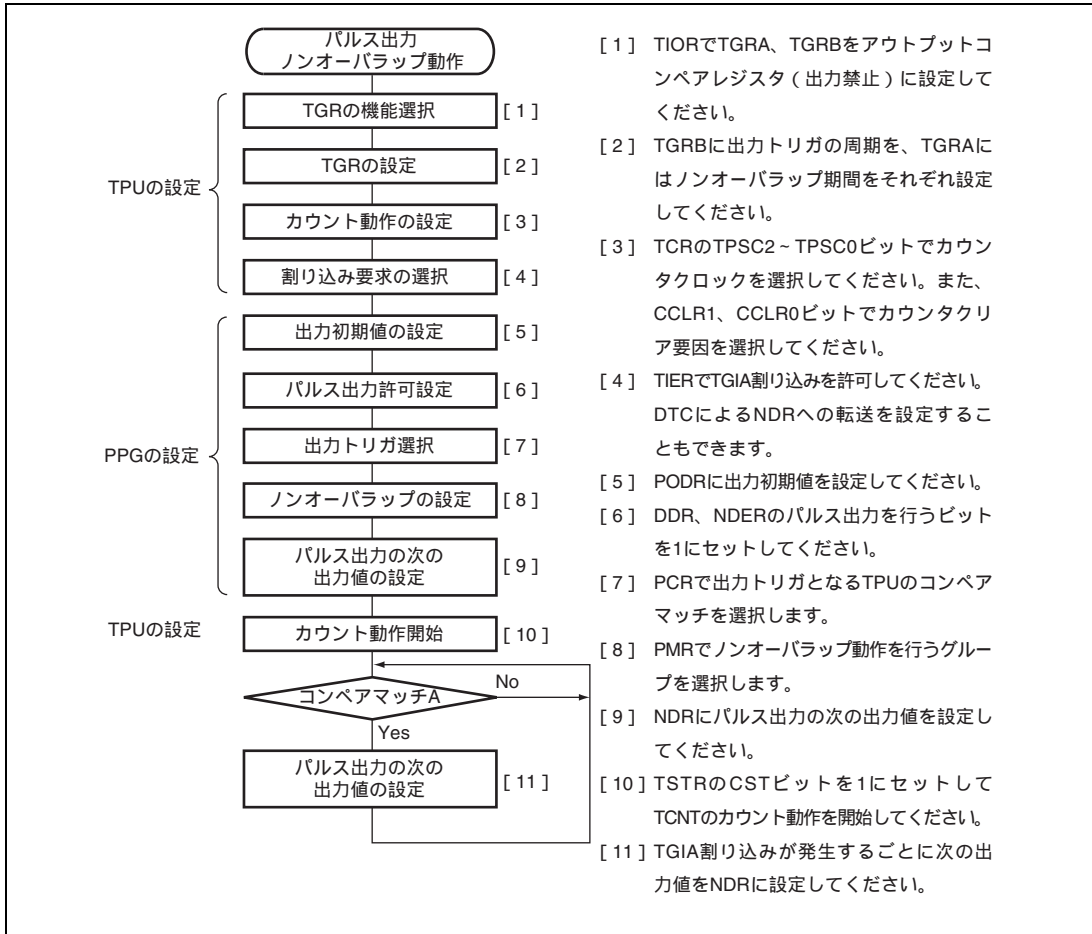 パルス出力
ノンオーバラップ動作
TPUの設定
TGRの機能選択 [1]
TGRの設定 [2]
カウント動作の設定 [3]
割り込み要求の選択 [4]
PPGの設定
出力初期値の設定 [5]
パルス出力許可設定 [6]
出力トリガ選択 [7]
ノンオーバラップの設定 [8]
パルス出力の次の
出力値の設定 [9]
TPUの設定
カウント動作開始 [10]
コンペアマッチA
No
Yes
パルス出力の次の
出力値の設定 [11]
[1] TIORでTGRA、TGRBをアウトプットコ
ンペアレジスタ(出力禁止)に設定して
ください。
[2] TGRBに出力トリガの周期を、TGRAに
はノンオーバラップ期間をそれぞれ設定
してください。
[3] TCRのTPSC2~TPSC0ビットでカウン
タクロックを選択してください。また、
CCLR1、CCLR0ビットでカウンタクリ
ア要因を選択してください。
[4] TIERでTGIA割り込みを許可してください。
DTCによるNDRへの転送を設定するこ
ともできます。
[5] PODRに出力初期値を設定してください。
[6] DDR、NDERのパルス出力を行うビット
を1にセットしてください。
[7] PCRで出力トリガとなるTPUのコンペア
マッチを選択します。
[8] PMRでノンオーバラップ動作を行うグルー
プを選択します。
[9] NDRにパルス出力の次の出力値を設定し
てください。
[10] TSTRのCSTビットを1にセットして
TCNTのカウント動作を開始してください。
[11] TGIA割り込みが発生するごとに次の出
力値をNDRに設定してください。